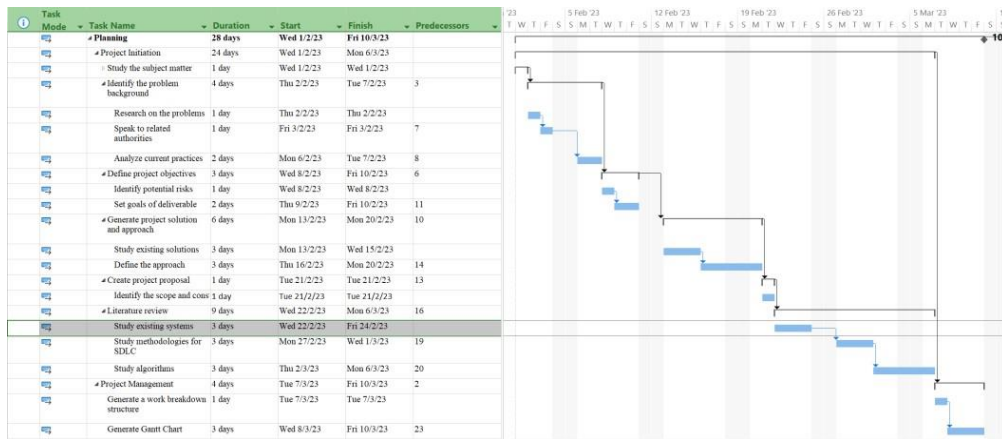 Task Mode Task Name Duration Start Finish Predecessors
Planning 28 days Wed 1/2/23 Fri 10/3/23
Project Initiation 24 days Wed 1/2/23 Mon 6/3/23
Study the subject matter 1 day Wed 1/2/23 Wed 1/2/23
Identify the problem background 4 days Thu 2/2/23 Tue 7/2/23 3
Research on the problems 1 day Thu 2/2/23 Thu 2/2/23
Speak to related authorities 1 day Fri 3/2/23 Fri 3/2/23 7
Analyze current practices 2 days Mon 6/2/23 Tue 7/2/23 8
Define project objectives 3 days Wed 8/2/23 Fri 10/2/23 6
Identify potential risks 1 day Wed 8/2/23 Wed 8/2/23
Set goals of deliverable 2 days Thu 9/2/23 Fri 10/2/23 11
Generate project solution and approach 6 days Mon 13/2/23 Mon 20/2/23 10
Study existing solutions 3 days Mon 13/2/23 Wed 15/2/23
Define the approach 3 days Thu 16/2/23 Mon 20/2/23 14
Create project proposal 1 day Tue 21/2/23 Tue 21/2/23 13
Identify the scope and cons 1 day Tue 21/2/23 Tue 21/2/23
Literature review 9 days Wed 22/2/23 Mon 6/3/23 16
Study existing systems 3 days Wed 22/2/23 Fri 24/2/23
Study methodologies for SDLC 3 days Mon 27/2/23 Wed 1/3/23 19
Study algorithms 3 days Thu 2/3/23 Mon 6/3/23 20
Project Management 4 days Tue 7/3/23 Fri 10/3/23 2
Generate a work breakdown structure 1 day Tue 7/3/23 Tue 7/3/23
Generate Gantt Chart 3 days Wed 8/3/23 Fri 10/3/23 23
'23 5 Feb '23 12 Feb '23 19 Feb '23 26 Feb '23 5 Mar '23
T W T F S S M T W T F S S M T W T F S S M T W T F S S M T W T F S S M T W T F S
10